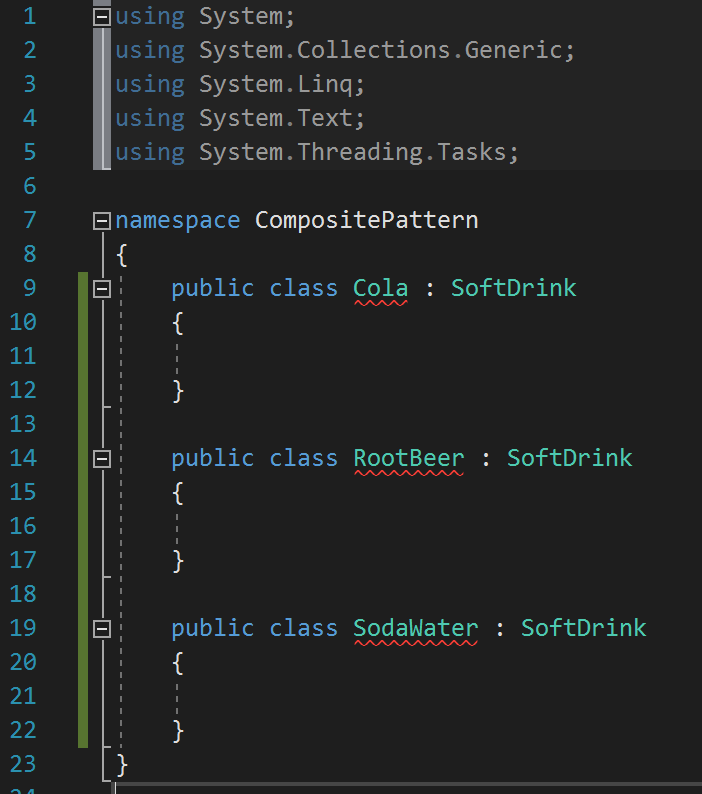 1 using System;
2 using System.Collections.Generic;
3 using System.Linq;
4 using System.Text;
5 using System.Threading.Tasks;
6
7 namespace CompositePattern
8 {
9 public class Cola : SoftDrink
10 {
11
12 }
13
14 public class RootBeer : SoftDrink
15 {
16
17 }
18
19 public class SodaWater : SoftDrink
20 {
21
22 }
23 }
24